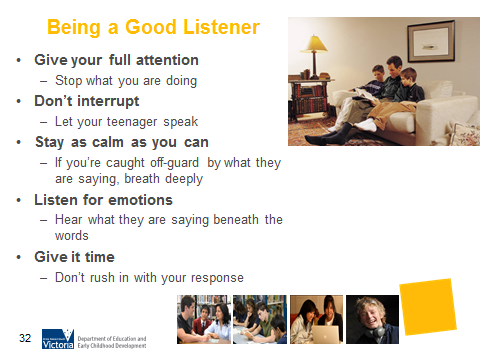 Being a Good Listener
• Give your full attention
– Stop what you are doing
• Don't interrupt
– Let your teenager speak
• Stay as calm as you can
– If you're caught off-guard by what they
are saying, breath deeply
• Listen for emotions
– Hear what they are saying beneath the
words
• Give it time
– Don't rush in with your response
32
Victoria
Department of Education and
Early Childhood Development